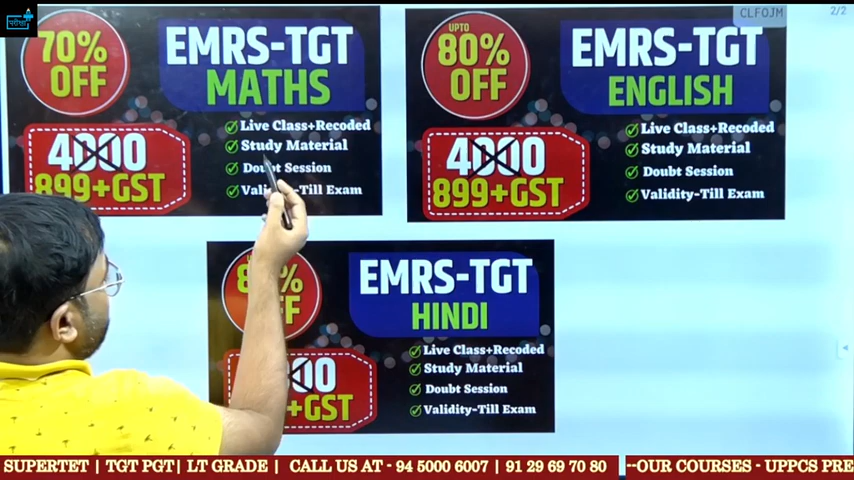 परीक्षा
CLFOJM
2/2
70%
OFF
EMRS-TGT
MATHS
Live Class+Recoded
Study Material
Doubt Session
4000
899+GST
UPTO
80%
OFF
EMRS-TGT
ENGLISH
Live Class+Recoded
Study Material
Doubt Session
Validity-Till Exam
4000
899+GST
EMRS-TGT
HINDI
Live Class+Recoded
Study Material
Doubt Session
Validity-Till Exam
+GST
SUPERTET | TGT PGT| LT GRADE | CALL US AT - 94 5000 6007 | 91 29 69 70 80 --OUR COURSES - UPPCS PRE